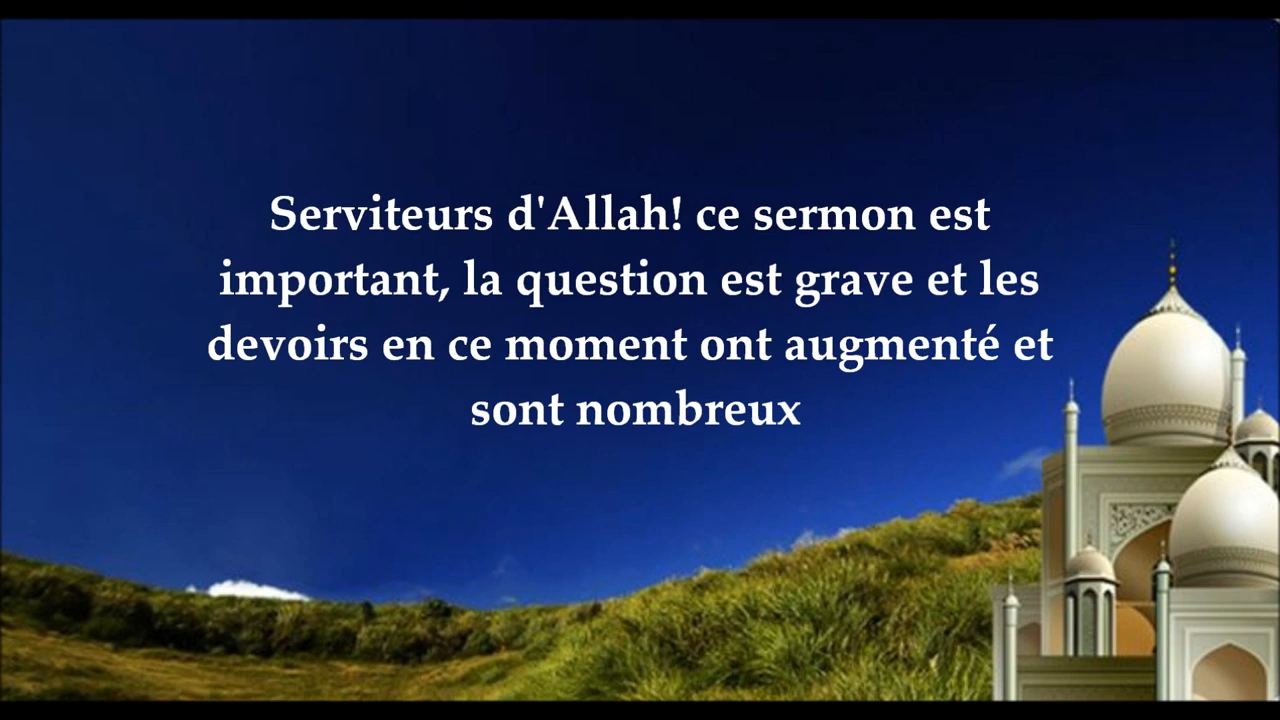 Serviteurs d'Allah! ce sermon est
important, la question est grave et les
devoirs en ce moment ont augmenté et
sont nombreux